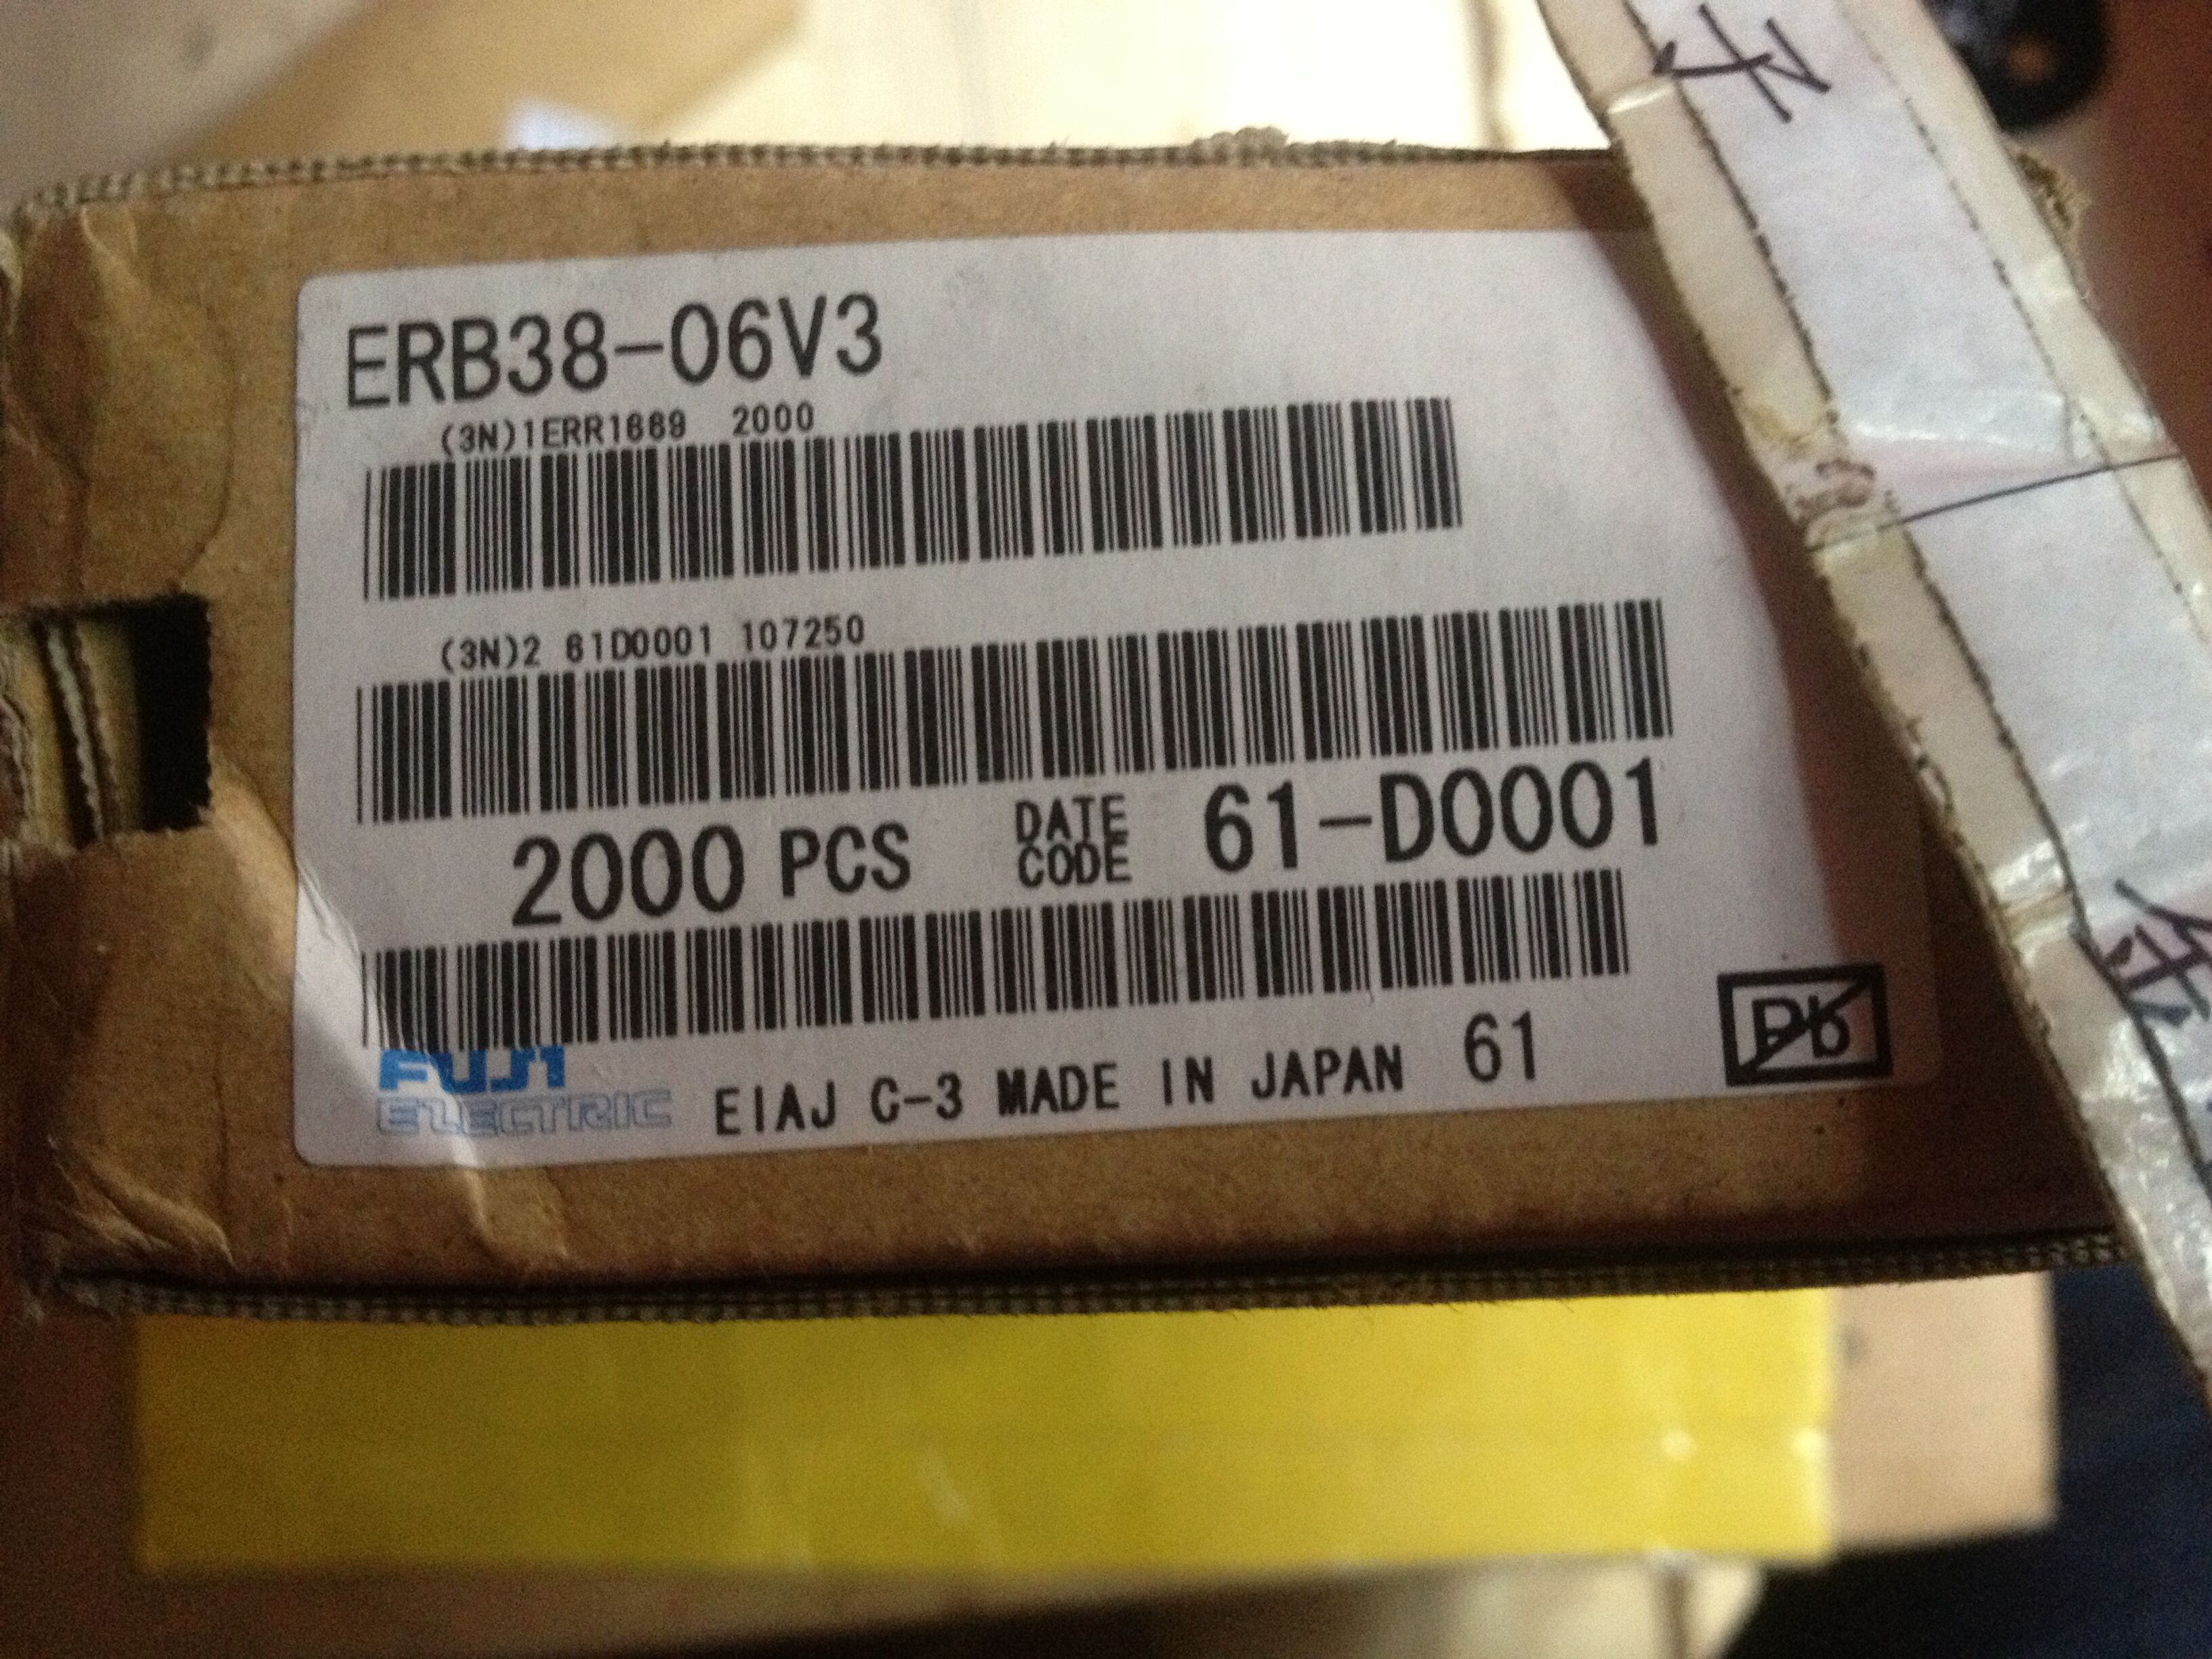 ERB38-06V3
(3N)1ERR1689 2000
(3N)2 61D0001 107250
2000 PCS DATE CODE 61-D0001
FUJI ELECTRIC EIAJ C-3 MADE IN JAPAN 61
Pb
子